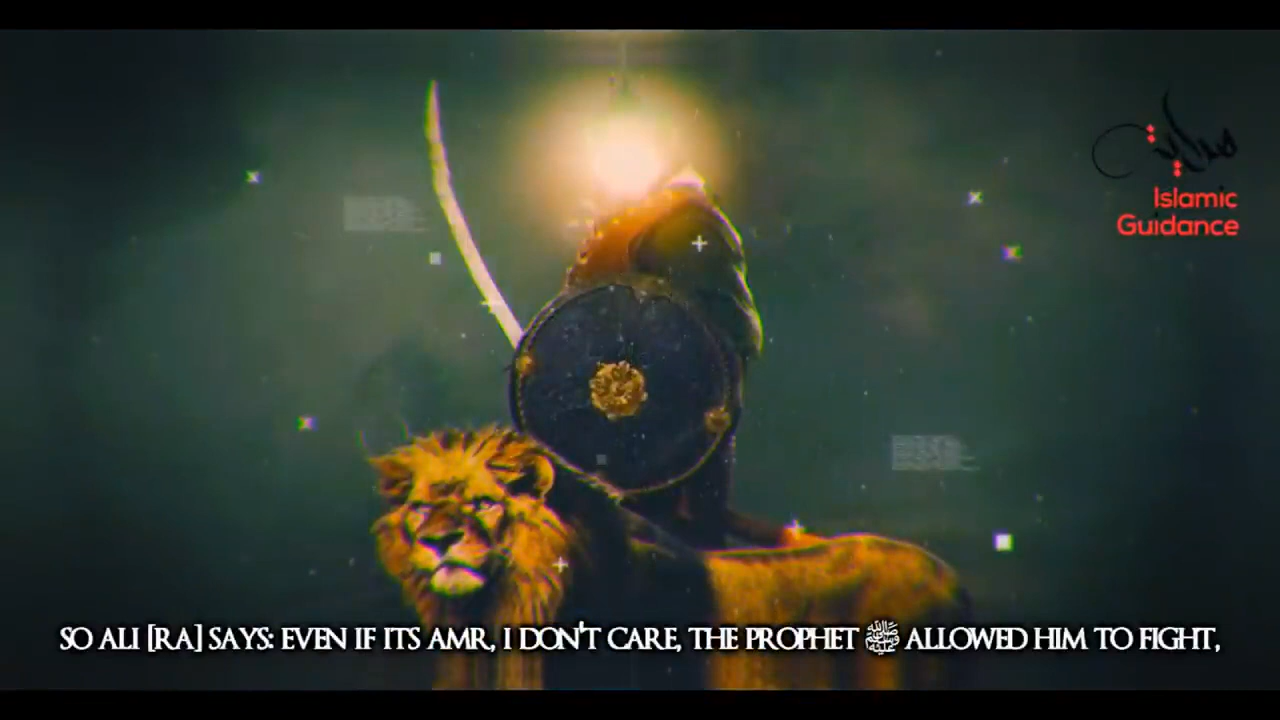 هداية
Islamic
Guidance
SO ALI [RA] SAYS: EVEN IF ITS AMR, I DON'T CARE, THE PROPHET ﷺ ALLOWED HIM TO FIGHT,